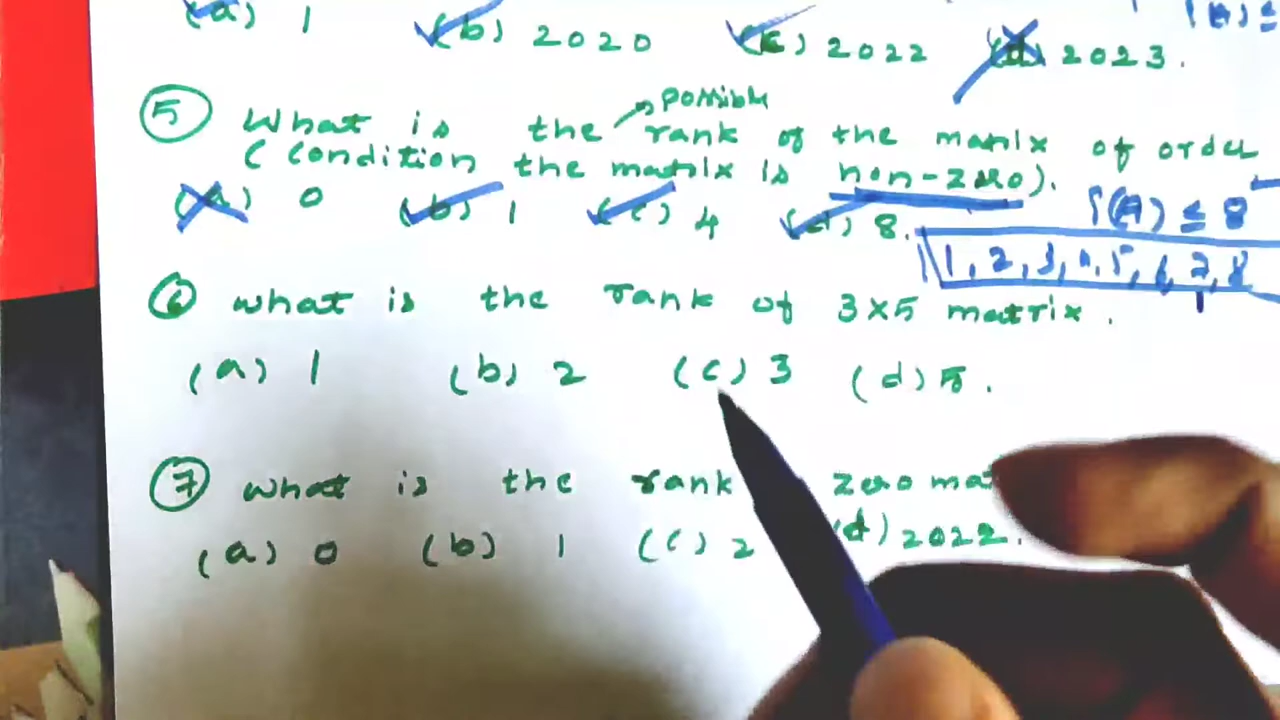 (a) 1 (b) 2020 (c) 2022 (d) 2023.
ρ(A) ≤
possible
5 What is the rank of the matrix of order
(Condition the matrix is non-zero).
(a) 0 (b) 1 (c) 4 (d) 8.
ρ(A) ≤ 8
1, 2, 3, 4, 5, 6, 7, 8
6 what is the rank of 3×5 matrix.
(a) 1 (b) 2 (c) 3 (d) 5.
7 what is the rank zero mat
(a) 0 (b) 1 (c) 2 (d) 2022.